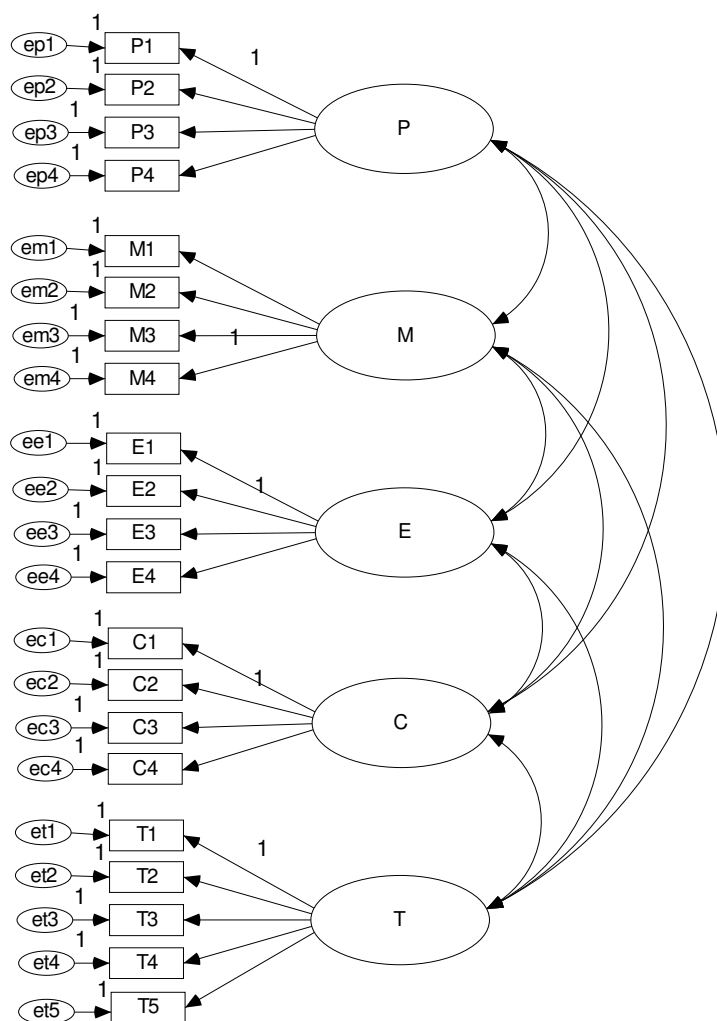 1
ep1 P1 1
1
ep2 P2
1
ep3 P3 P
1
ep4 P4
1
em1 M1
1
em2 M2
1
em3 M3 1 M
1
em4 M4
1
ee1 E1
1
ee2 E2 1
1
ee3 E3 E
1
ee4 E4
1
ec1 C1
1
ec2 C2 1
1
ec3 C3 C
1
ec4 C4
1
et1 T1 1
1
et2 T2
1
et3 T3 T
1
et4 T4
1
et5 T5